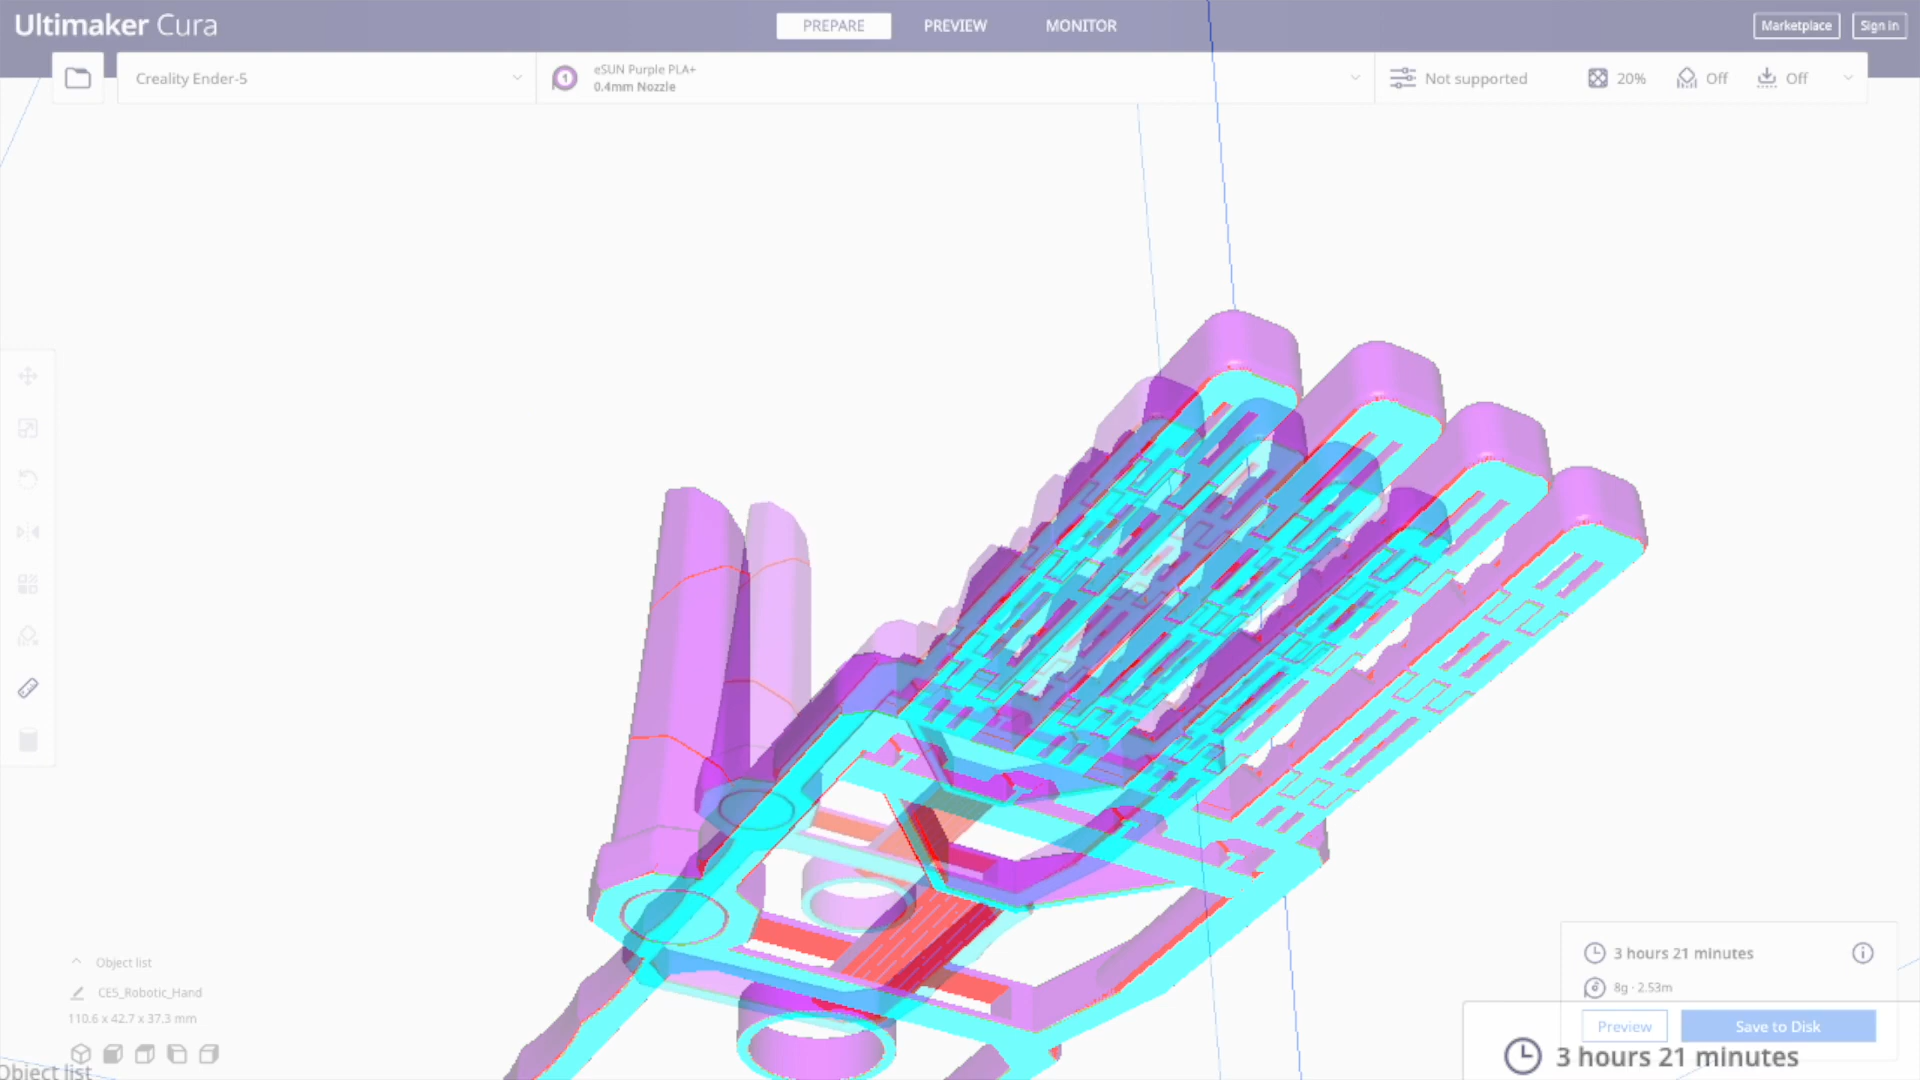 Ultimaker Cura
PREPARE
PREVIEW
MONITOR
Marketplace
Sign in
Creality Ender-5
1
eSUN Purple PLA+
0.4mm Nozzle
Not supported
20%
Off
Off
Object list
CE5_Robotic_Hand
110.6 x 42.7 x 37.3 mm
Object list
3 hours 21 minutes
8g · 2.53m
Preview
Save to Disk
3 hours 21 minutes